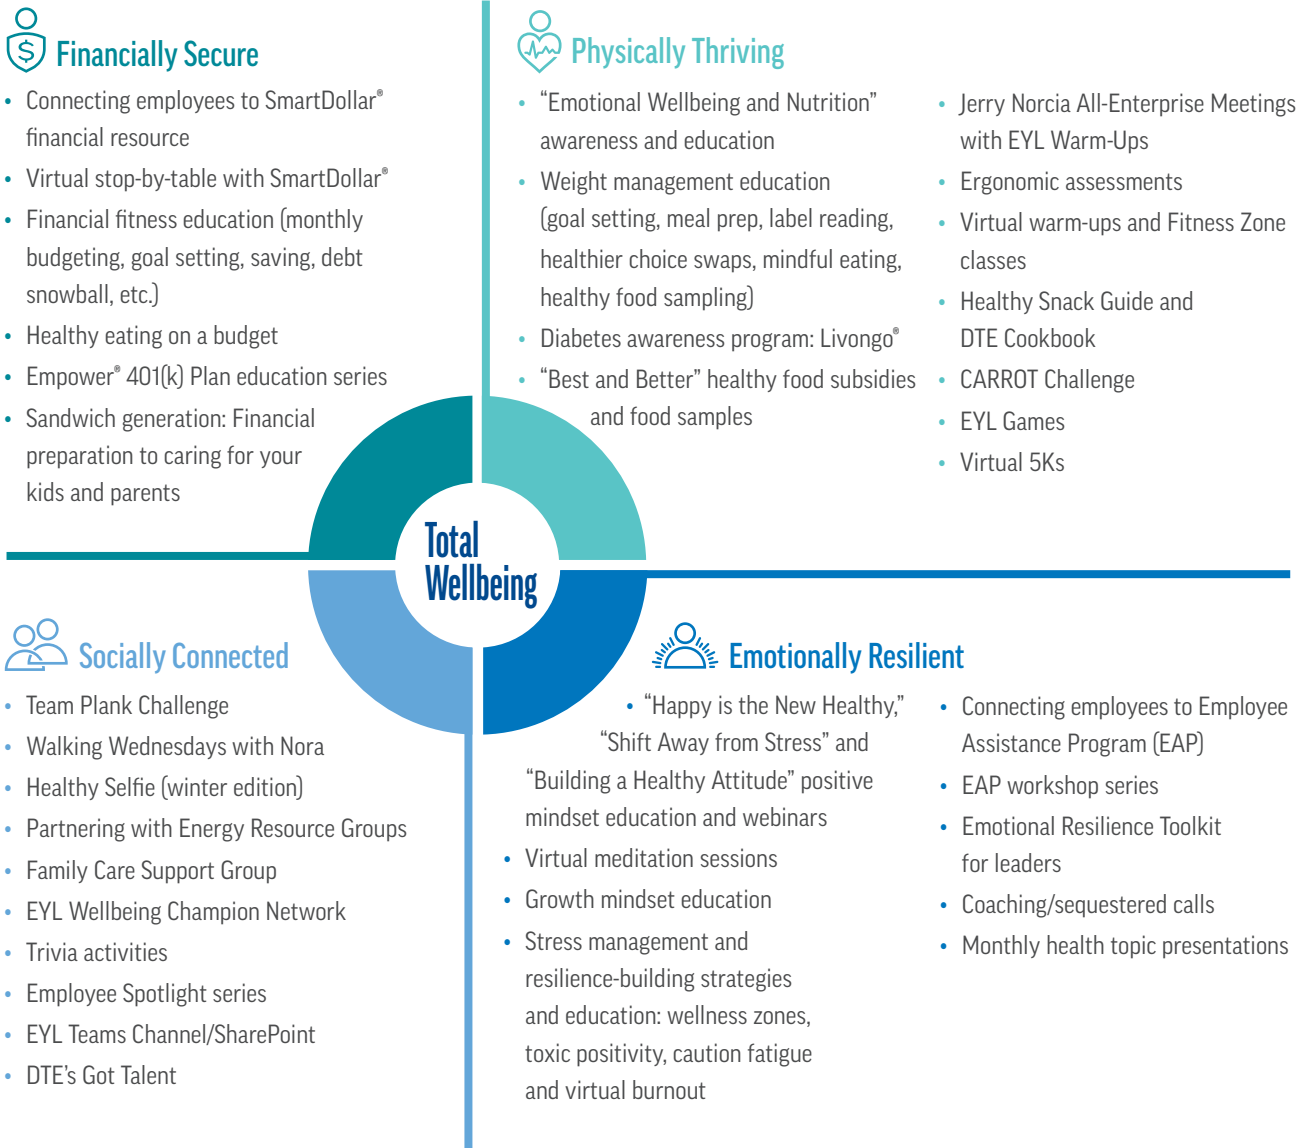 Financially Secure
• Connecting employees to SmartDollar®
financial resource
• Virtual stop-by-table with SmartDollar®
• Financial fitness education (monthly
budgeting, goal setting, saving, debt
snowball, etc.)
• Healthy eating on a budget
• Empower® 401(k) Plan education series
• Sandwich generation: Financial
preparation to caring for your
kids and parents
Physically Thriving
• “Emotional Wellbeing and Nutrition”
awareness and education
• Weight management education
(goal setting, meal prep, label reading,
healthier choice swaps, mindful eating,
healthy food sampling)
• Diabetes awareness program: Livongo®
• “Best and Better” healthy food subsidies
and food samples
• Jerry Norcia All-Enterprise Meetings
with EYL Warm-Ups
• Ergonomic assessments
• Virtual warm-ups and Fitness Zone
classes
• Healthy Snack Guide and
DTE Cookbook
• CARROT Challenge
• EYL Games
• Virtual 5Ks
Total
Wellbeing
Socially Connected
• Team Plank Challenge
• Walking Wednesdays with Nora
• Healthy Selfie (winter edition)
• Partnering with Energy Resource Groups
• Family Care Support Group
• EYL Wellbeing Champion Network
• Trivia activities
• Employee Spotlight series
• EYL Teams Channel/SharePoint
• DTE’s Got Talent
Emotionally Resilient
• “Happy is the New Healthy,”
“Shift Away from Stress” and
“Building a Healthy Attitude” positive
mindset education and webinars
• Virtual meditation sessions
• Growth mindset education
• Stress management and
resilience-building strategies
and education: wellness zones,
toxic positivity, caution fatigue
and virtual burnout
• Connecting employees to Employee
Assistance Program (EAP)
• EAP workshop series
• Emotional Resilience Toolkit
for leaders
• Coaching/sequestered calls
• Monthly health topic presentations